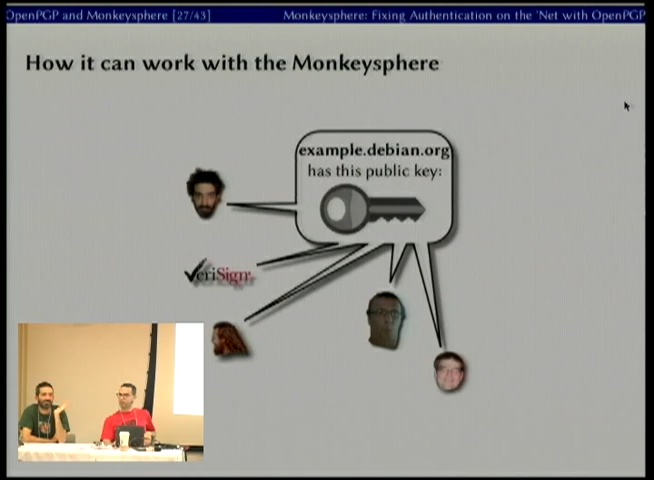 OpenPGP and Monkeysphere [27/43]
Monkeysphere: Fixing Authentication on the 'Net with OpenPGP
How it can work with the Monkeysphere
example.debian.org
has this public key:
VeriSign